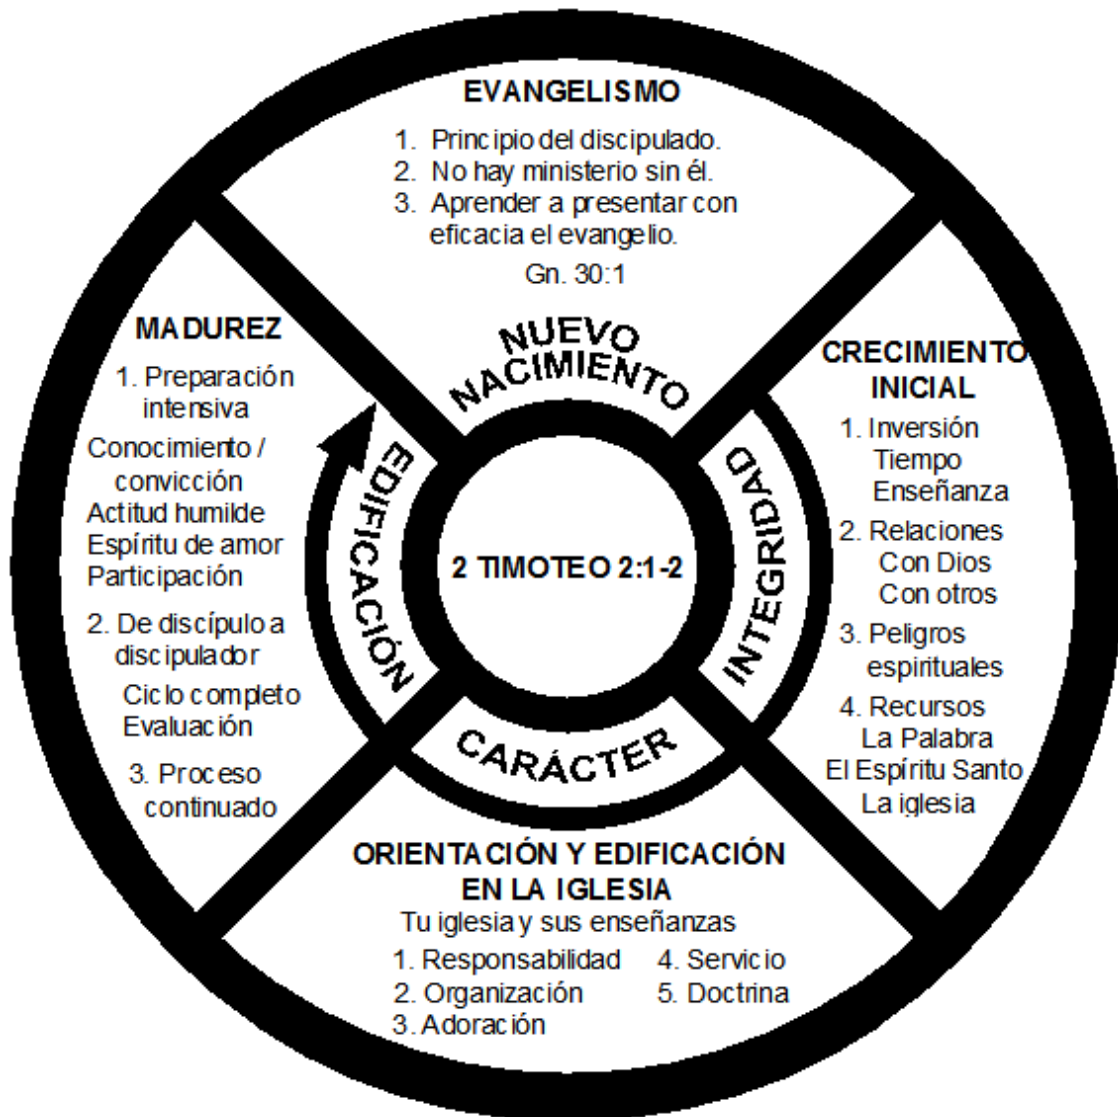 EVANGELISMO
1. Principio del discipulado.
2. No hay ministerio sin él.
3. Aprender a presentar con
eficacia el evangelio.
Gn. 30:1
NUEVO
NACIMIENTO
CRECIMIENTO
INICIAL
1. Inversión
Tiempo
Enseñanza
2. Relaciones
Con Dios
Con otros
3. Peligros
espirituales
4. Recursos
La Palabra
El Espíritu Santo
La iglesia
INTEGRIDAD
ORIENTACIÓN Y EDIFICACIÓN
EN LA IGLESIA
Tu iglesia y sus enseñanzas
1. Responsabilidad
2. Organización
3. Adoración
4. Servicio
5. Doctrina
CARÁCTER
MADUREZ
1. Preparación
intensiva
Conocimiento /
convicción
Actitud humilde
Espíritu de amor
Participación
2. De discípulo a
discipulador
Ciclo completo
Evaluación
3. Proceso
continuado
EDIFICACIÓN
2 TIMOTEO 2:1-2